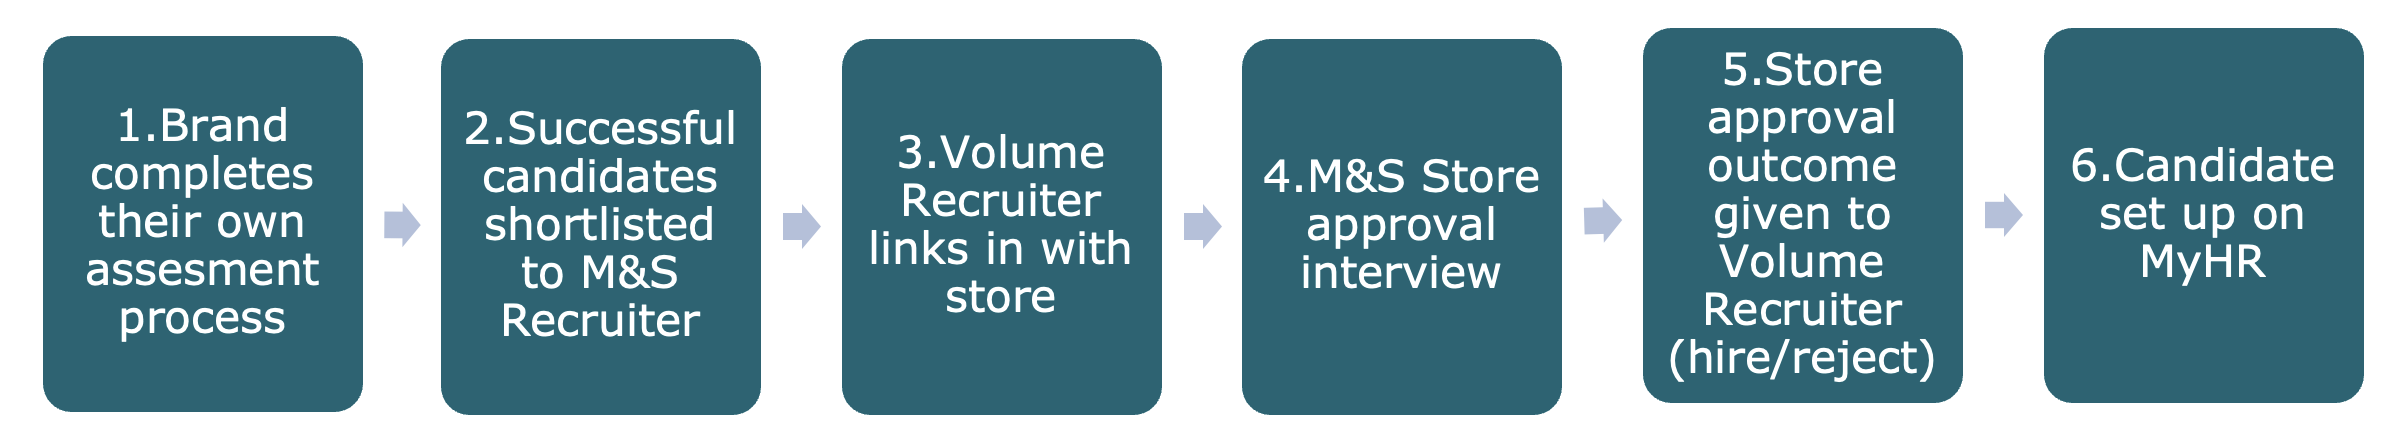 1.Brand
completes
their own
assesment
process
2.Successful
candidates
shortlisted
to M&S
Recruiter
3.Volume
Recruiter
links in with
store
4.M&S Store
approval
interview
5.Store
approval
outcome
given to
Volume
Recruiter
(hire/reject)
6.Candidate
set up on
MyHR